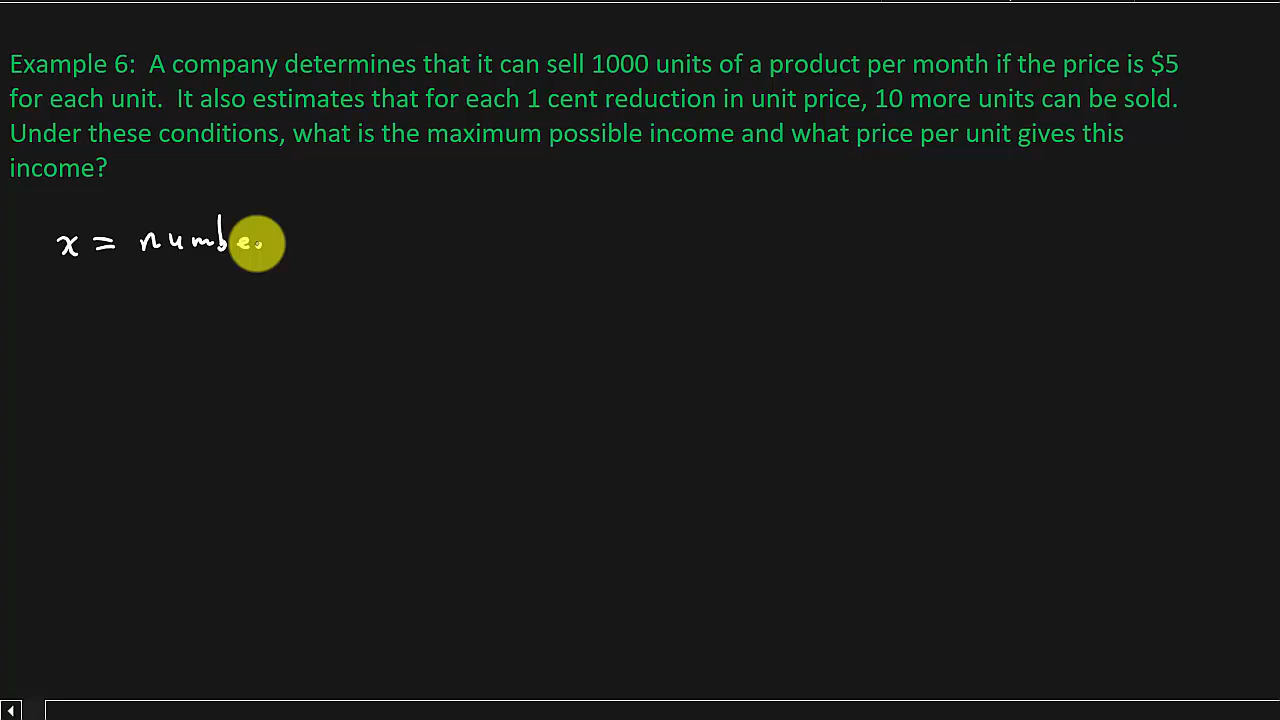 Example 6:  A company determines that it can sell 1000 units of a product per month if the price is $5
for each unit.  It also estimates that for each 1 cent reduction in unit price, 10 more units can be sold.
Under these conditions, what is the maximum possible income and what price per unit gives this
income?
x = numbe